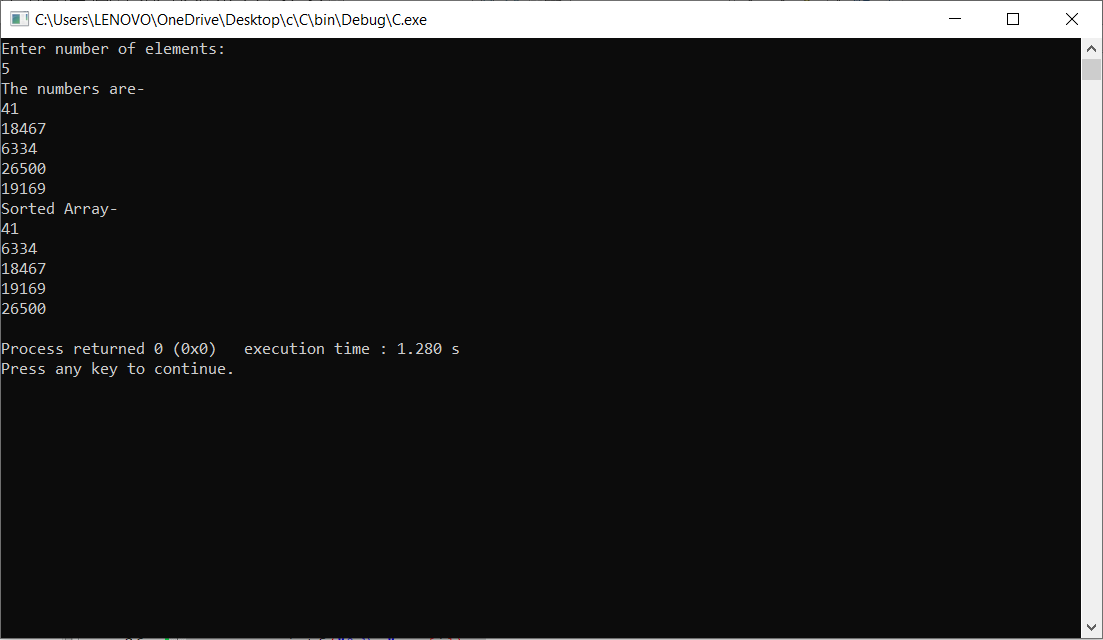 C:\Users\LENOVO\OneDrive\Desktop\c\C\bin\Debug\C.exe
Enter number of elements:
5
The numbers are-
41
18467
6334
26500
19169
Sorted Array-
41
6334
18467
19169
26500
Process returned 0 (0x0)   execution time : 1.280 s
Press any key to continue.